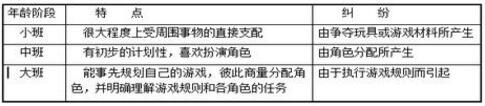 年龄阶段 特 点 纠 纷
小班 很大程度上受周围事物的直接支配 由争夺玩具或游戏材料所产生
中班 有初步的计划性，喜欢扮演角色 由角色分配所产生
大班 能事先规划自己的游戏，彼此商量分配角 由于执行游戏规则而引起
色，并明确理解游戏规则和各角色的任务